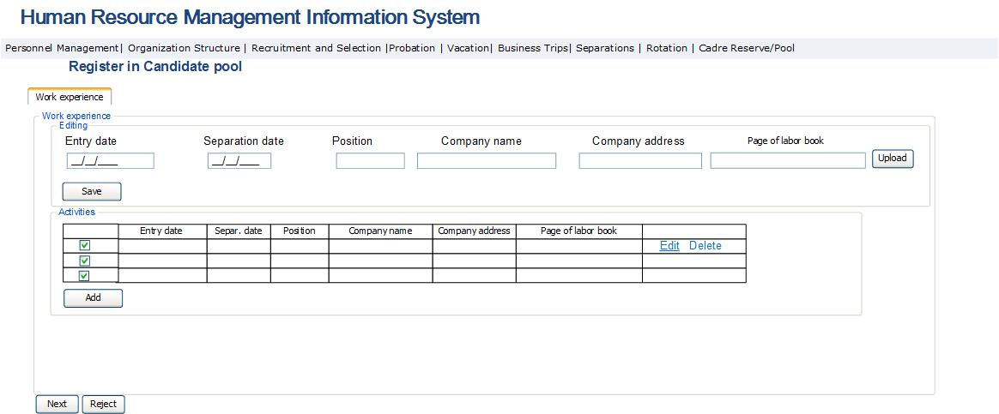 Human Resource Management Information System
Personnel Management| Organization Structure | Recruitment and Selection |Probation | Vacation| Business Trips| Separations | Rotation | Cadre Reserve/Pool
Register in Candidate pool
Work experience
Work experience
Editing
Entry date Separation date Position Company name Company address Page of labor book
__/__/___ __/__/___ Upload
Save
Activities
Entry date Separ. date Position Company name Company address Page of labor book
Edit Delete
Add
Next Reject